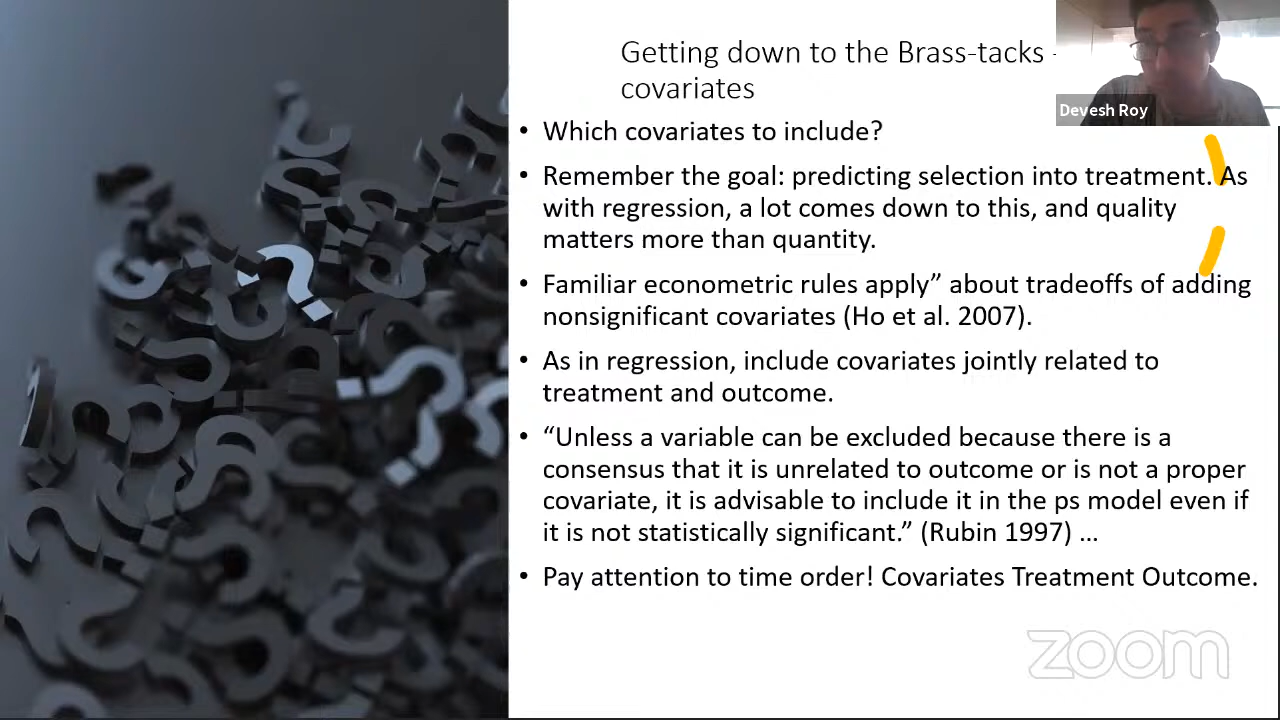 Getting down to the Brass-tacks -
covariates
Devesh Roy
• Which covariates to include?
• Remember the goal: predicting selection into treatment. As
with regression, a lot comes down to this, and quality
matters more than quantity.
• Familiar econometric rules apply” about tradeoffs of adding
nonsignificant covariates (Ho et al. 2007).
• As in regression, include covariates jointly related to
treatment and outcome.
• “Unless a variable can be excluded because there is a
consensus that it is unrelated to outcome or is not a proper
covariate, it is advisable to include it in the ps model even if
it is not statistically significant.” (Rubin 1997) …
• Pay attention to time order! Covariates Treatment Outcome.
zoom